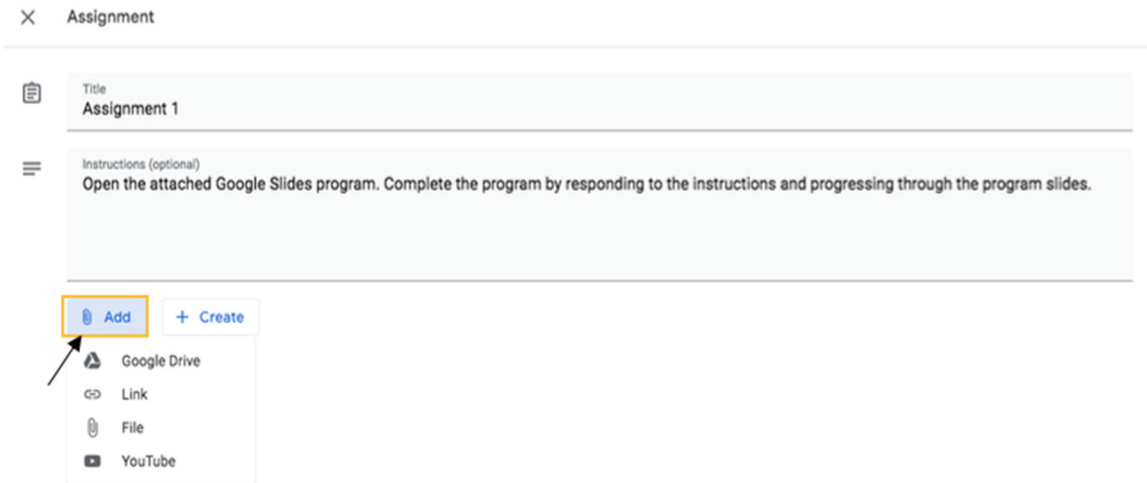 Assignment
Title
Assignment 1
Instructions (optional)
Open the attached Google Slides program. Complete the program by responding to the instructions and progressing through the program slides.
Add + Create
Google Drive
Link
File
YouTube